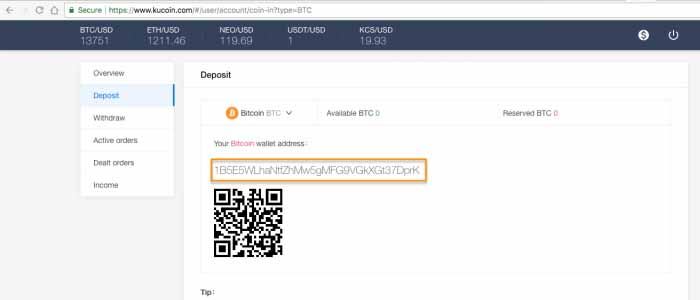 Secure https://www.kucoin.com/#/user/account/coin-in?type=BTC
BTC/USD ETH/USD NEO/USD USDT/USD KCS/USD
13751 1211.46 119.69 1 19.93
Overview
Deposit
Withdraw
Active orders
Dealt orders
Income
Deposit
Bitcoin BTC Available BTC 0 Reserved BTC 0
Your Bitcoin wallet address:
Tip: